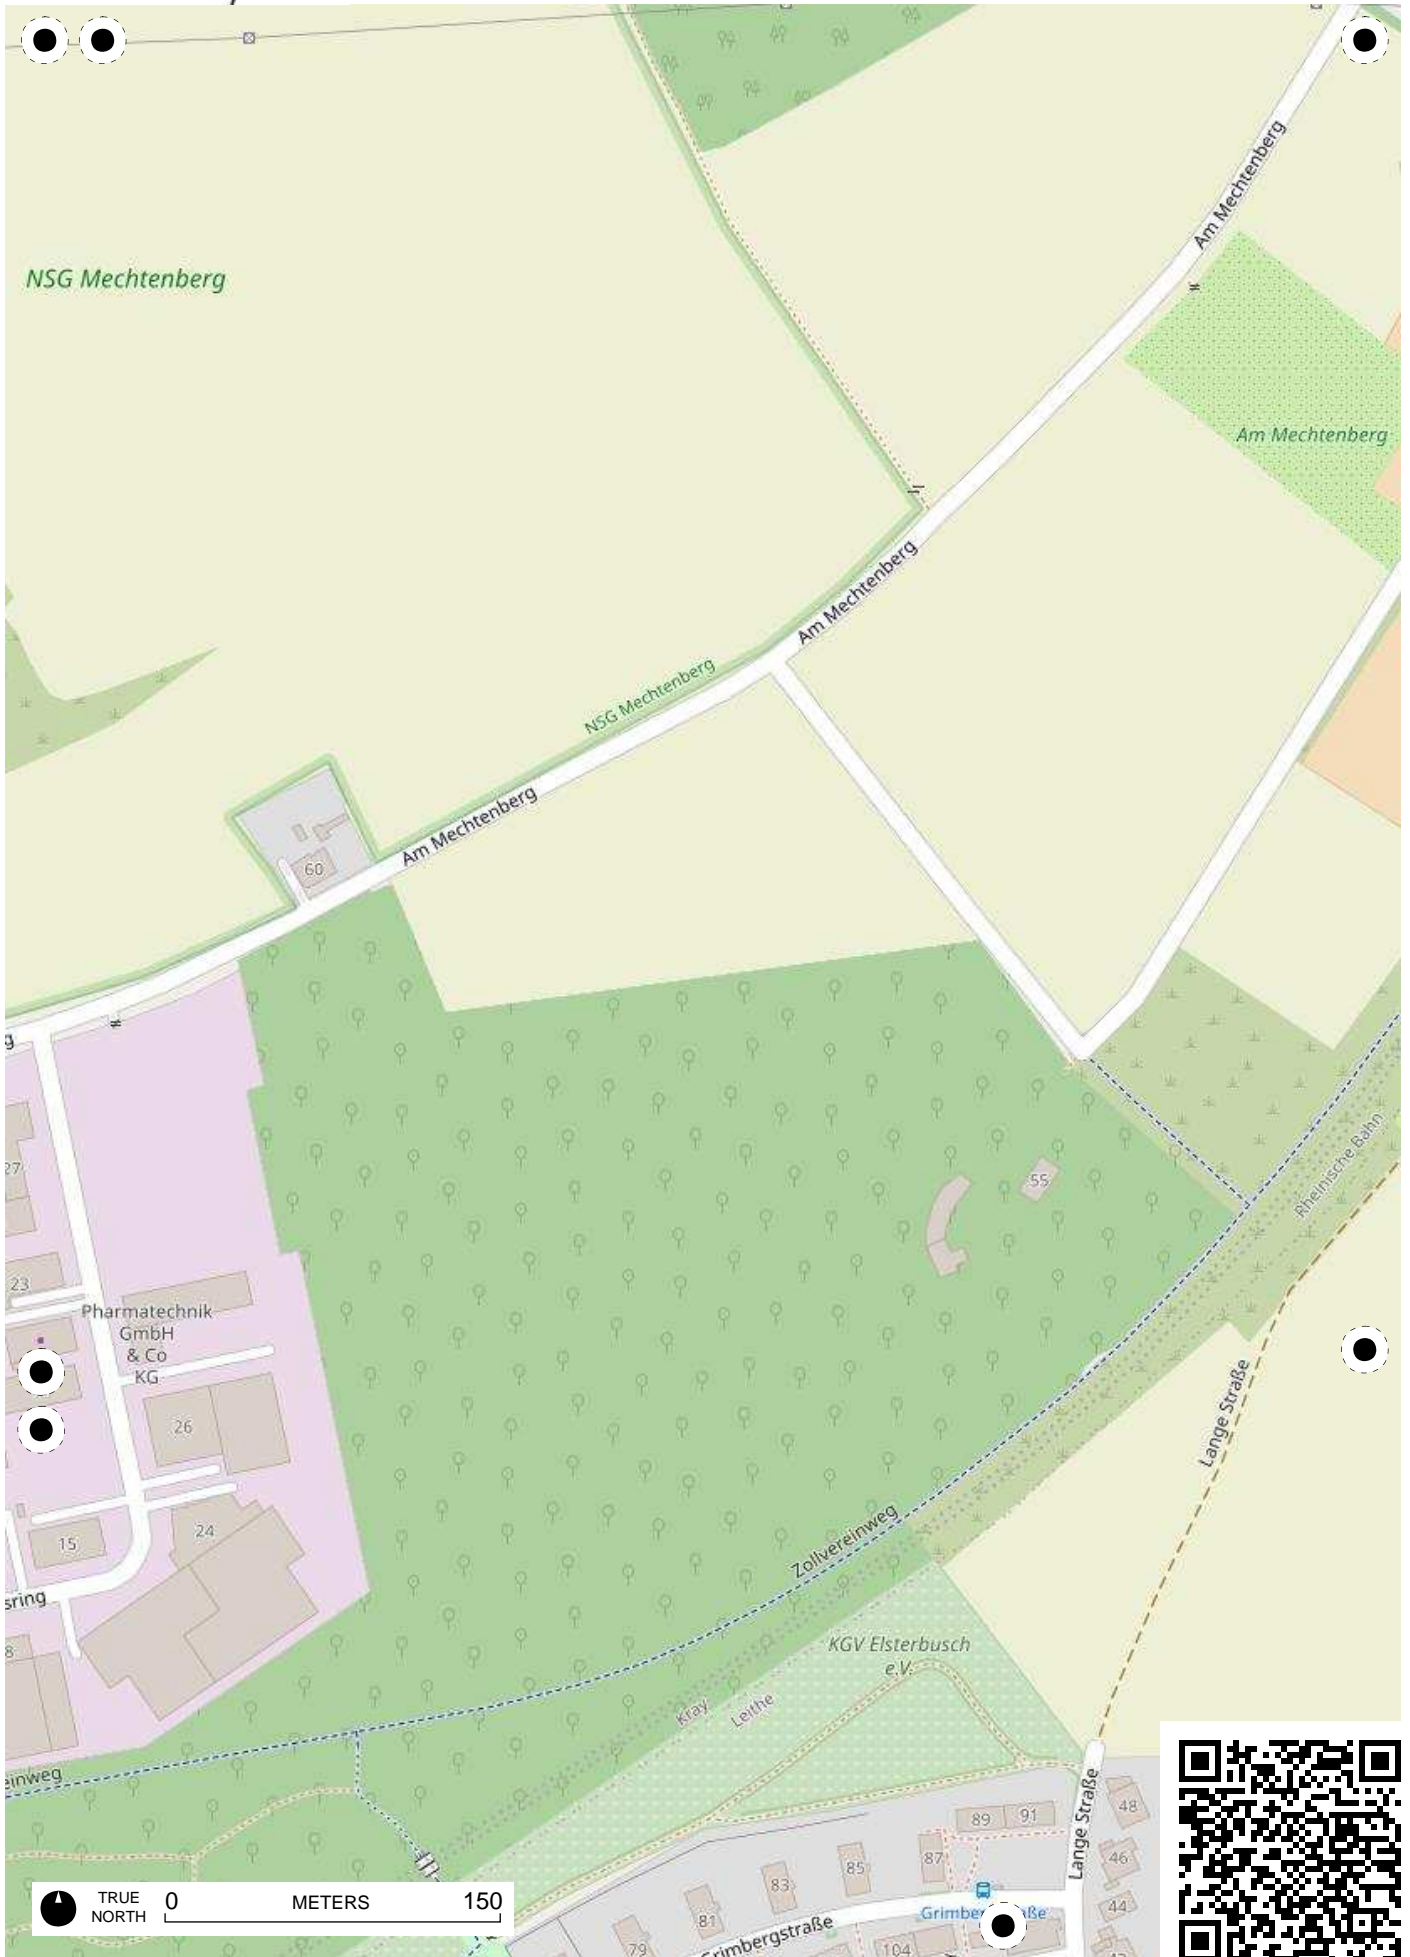 NSG Mechtenberg
Am Mechtenberg
Am Mechtenberg
Am Mechtenberg
NSG Mechtenberg
Am Mechtenberg
60
g
27
23
55
Rheinische Bahn
Pharmatechnik
GmbH
& Co
KG
Lange Straße
26
24
15
sring
8
Zollvereinweg
KGV Elsterbusch
e.V.
Kray
Leithe
einweg
Lange Straße
48
89
91
46
87
85
83
81
79
44
104
Grimbergstraße
TRUE
NORTH
0
METERS
150